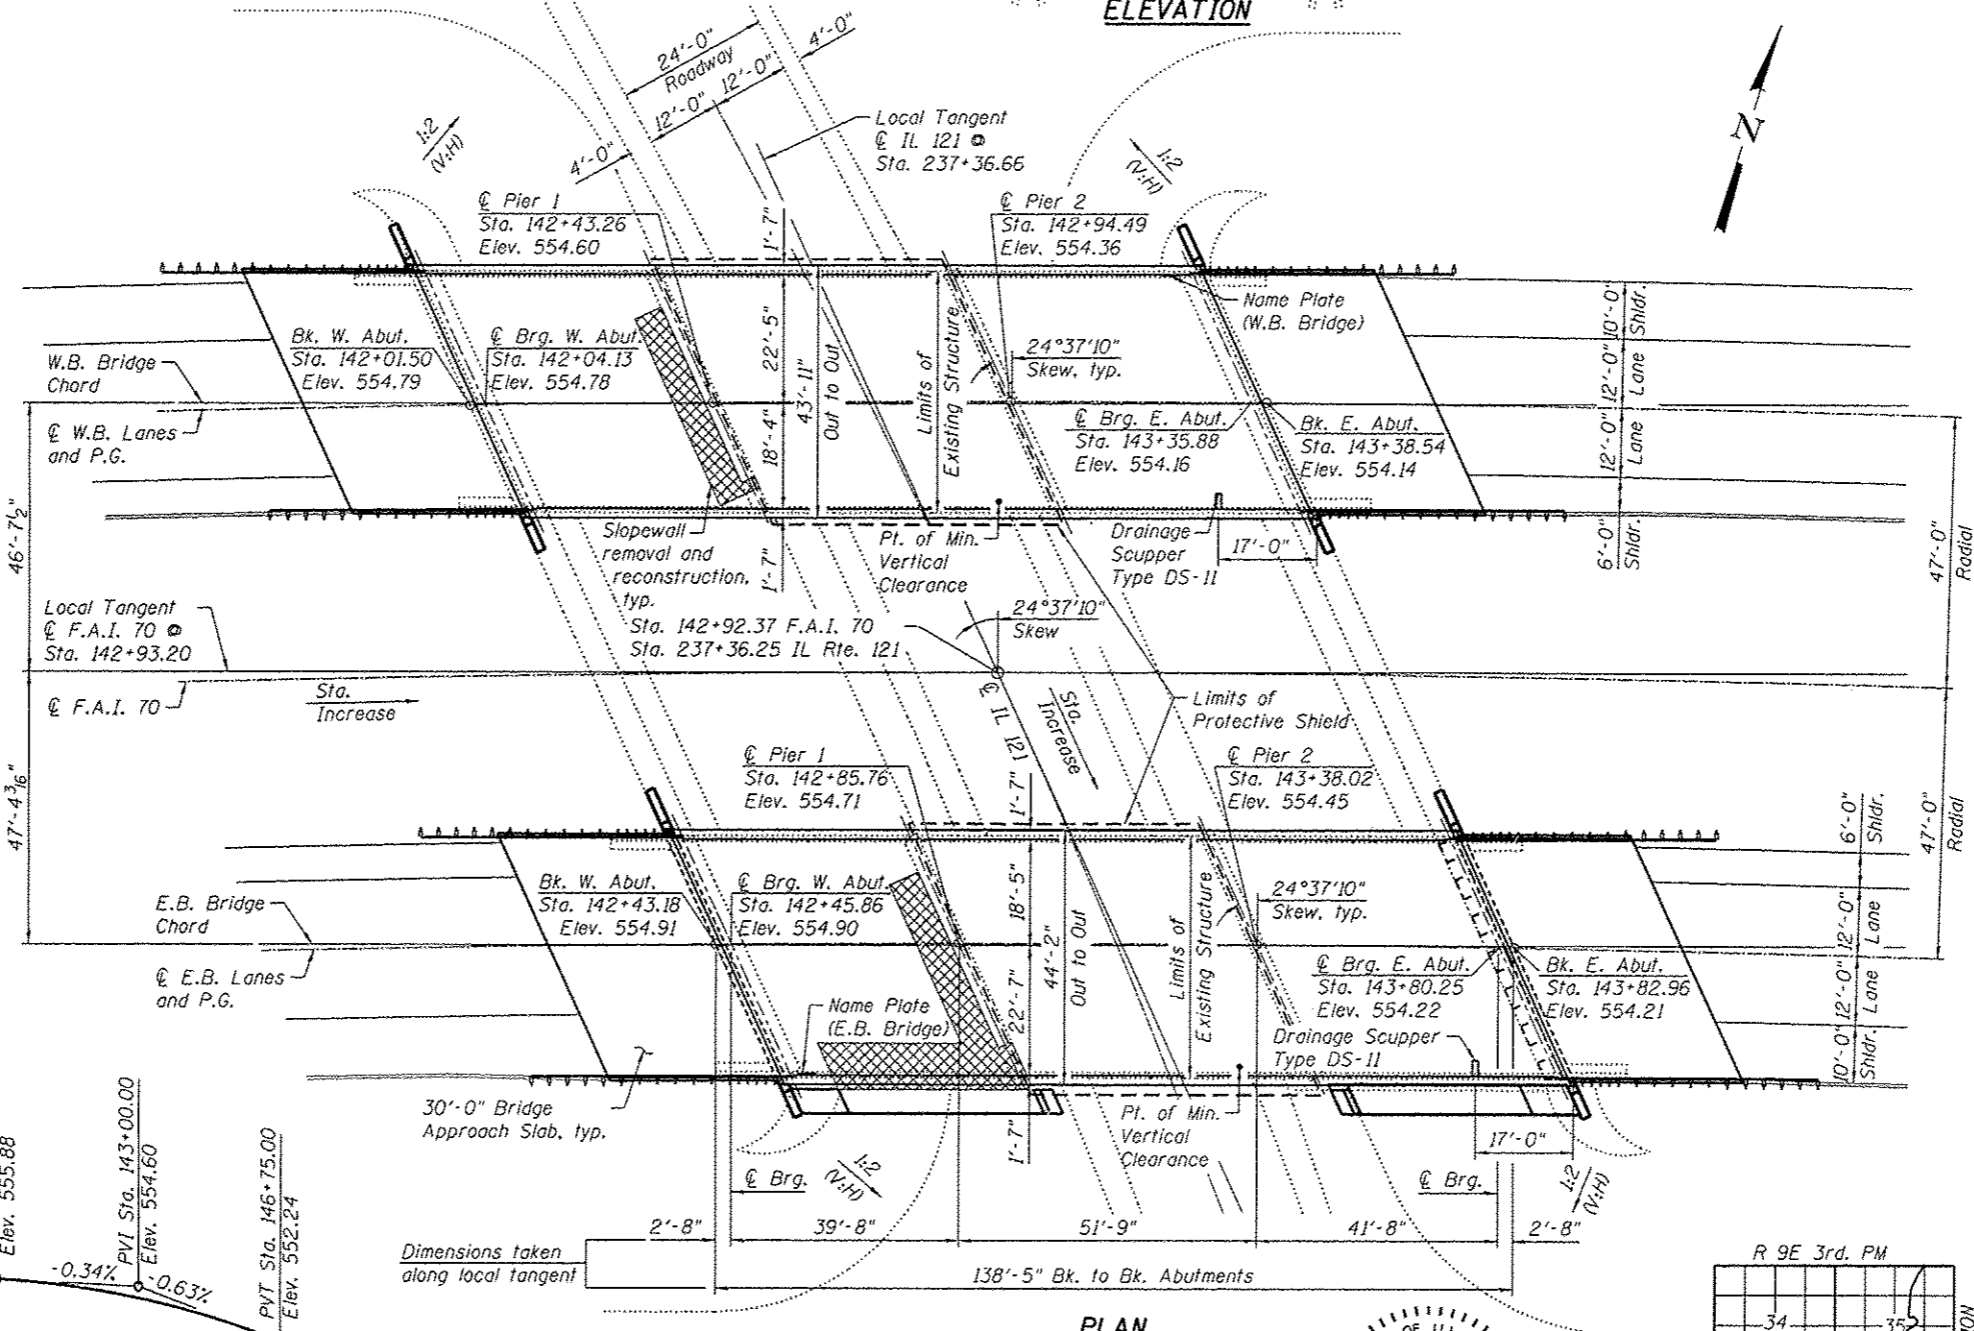 ELEVATION
24'-0"
Roadway
4'-0"
12'-0"
12'-0"
4'-0"
1:2
(V:H)
1:2
(V:H)
N
Local Tangent
℄ IL 121 @
Sta. 237+36.66
℄ Pier 1
Sta. 142+43.26
Elev. 554.60
1'-7"
℄ Pier 2
Sta. 142+94.49
Elev. 554.36
Name Plate
(W.B. Bridge)
10'-0"
Shldr.
12'-0"
Lane
12'-0"
Lane
6'-0"
Shldr.
W.B. Bridge
Chord
℄ W.B. Lanes
and P.G.
Bk. W. Abut.
Sta. 142+01.50
Elev. 554.79
℄ Brg. W. Abut.
Sta. 142+04.13
Elev. 554.78
22'-5"
18'-4"
43'-11"
Out to Out
Limits of
Existing Structure
24°37'10"
Skew, typ.
℄ Brg. E. Abut.
Sta. 143+35.88
Elev. 554.16
Bk. E. Abut.
Sta. 143+38.54
Elev. 554.14
46'-7½"
Slopewall
removal and
reconstruction,
typ.
1'-7"
Pt. of Min.
Vertical
Clearance
Drainage
Scupper
Type DS-11
17'-0"
47'-0"
Radial
Local Tangent
℄ F.A.I. 70 @
Sta. 142+93.20
Sta. 142+92.37 F.A.I. 70
Sta. 237+36.25 IL Rte. 121
24°37'10"
Skew
℄ F.A.I. 70
Sta.
Increase
℄ IL 121
Sta.
Increase
Limits of
Protective Shield
47'-4 3/16"
℄ Pier 1
Sta. 142+85.76
Elev. 554.71
1'-7"
℄ Pier 2
Sta. 143+38.02
Elev. 554.45
6'-0"
Shldr.
12'-0"
Lane
12'-0"
Lane
10'-0"
Shldr.
47'-0"
Radial
E.B. Bridge
Chord
℄ E.B. Lanes
and P.G.
Bk. W. Abut.
Sta. 142+43.18
Elev. 554.91
℄ Brg. W. Abut.
Sta. 142+45.86
Elev. 554.90
18'-5"
22'-7"
44'-2"
Out to Out
Limits of
Existing Structure
24°37'10"
Skew, typ.
℄ Brg. E. Abut.
Sta. 143+80.25
Elev. 554.22
Bk. E. Abut.
Sta. 143+82.96
Elev. 554.21
Name Plate
(E.B. Bridge)
Drainage Scupper
Type DS-11
30'-0" Bridge
Approach Slab, typ.
1'-7"
Pt. of Min.
Vertical
Clearance
17'-0"
℄ Brg.
1:2
(V:H)
℄ Brg.
1:2
(V:H)
2'-8"
39'-8"
51'-9"
41'-8"
2'-8"
Dimensions taken
along local tangent
138'-5" Bk. to Bk. Abutments
PLAN
Elev. 555.88
PVI Sta. 143+00.00
Elev. 554.60
PVT Sta. 146+75.00
Elev. 552.24
-0.34%
-0.63%
R 9E 3rd. PM
34
35
OF ILL